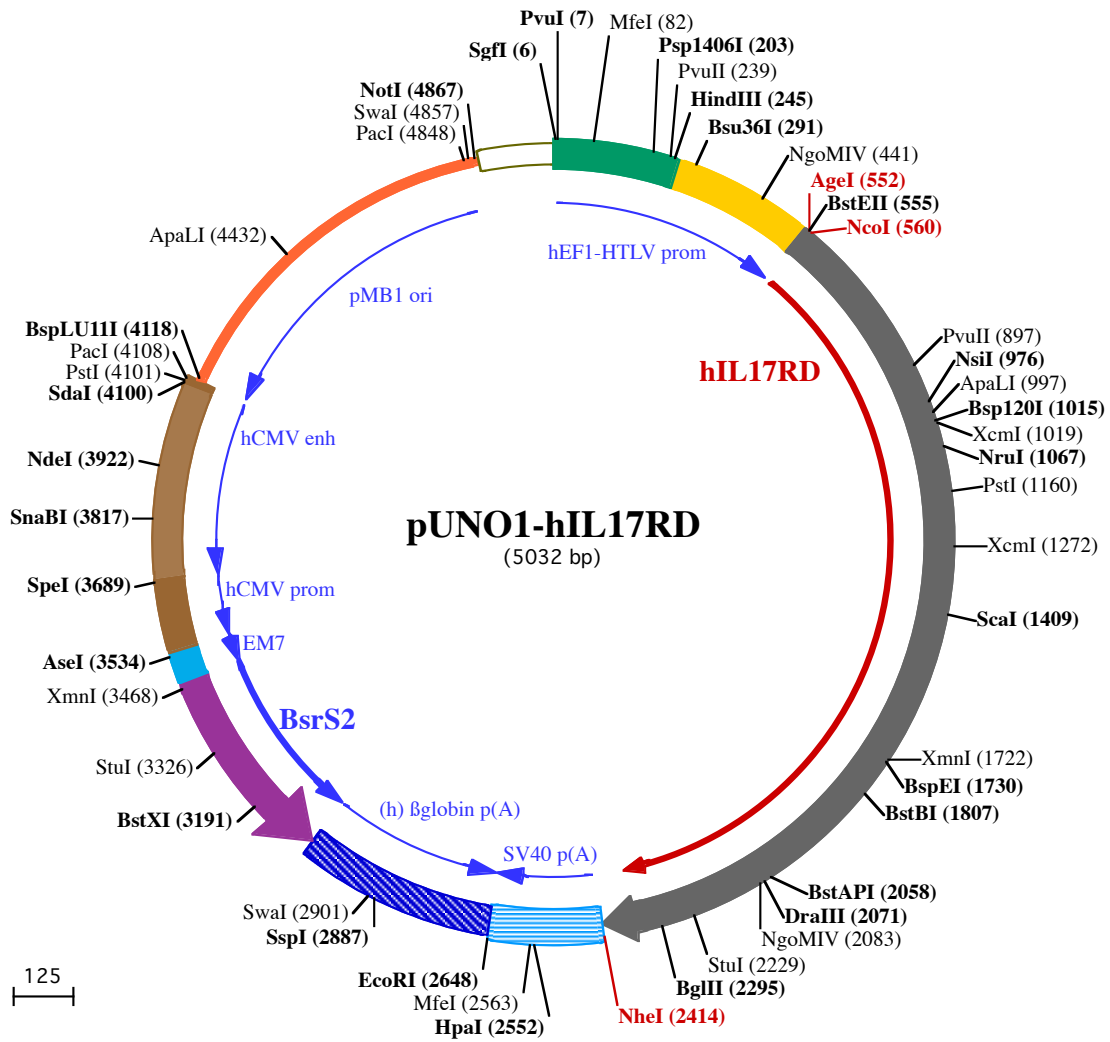 PvuI (7)
MfeI (82)
SgfI (6)
Psp1406I (203)
PvuII (239)
NotI (4867)
HindIII (245)
SwaI (4857)
Bsu36I (291)
PacI (4848)
NgoMIV (441)
AgeI (552)
BstEII (555)
NcoI (560)
ApaLI (4432)
hEF1-HTLV prom
pMB1 ori
BspLU11I (4118)
PacI (4108)
PstI (4101)
SdaI (4100)
PvuII (897)
NsiI (976)
ApaLI (997)
Bsp120I (1015)
XcmI (1019)
NruI (1067)
PstI (1160)
hIL17RD
hCMV enh
NdeI (3922)
SnaBI (3817)
pUNO1-hIL17RD
(5032 bp)
XcmI (1272)
SpeI (3689)
hCMV prom
ScaI (1409)
EM7
AseI (3534)
XmnI (3468)
BsrS2
StuI (3326)
XmnI (1722)
BspEI (1730)
BstBI (1807)
BstXI (3191)
(h) ßglobin p(A)
SV40 p(A)
BstAPI (2058)
DraIII (2071)
NgoMIV (2083)
SwaI (2901)
SspI (2887)
StuI (2229)
BglII (2295)
EcoRI (2648)
MfeI (2563)
HpaI (2552)
NheI (2414)
125